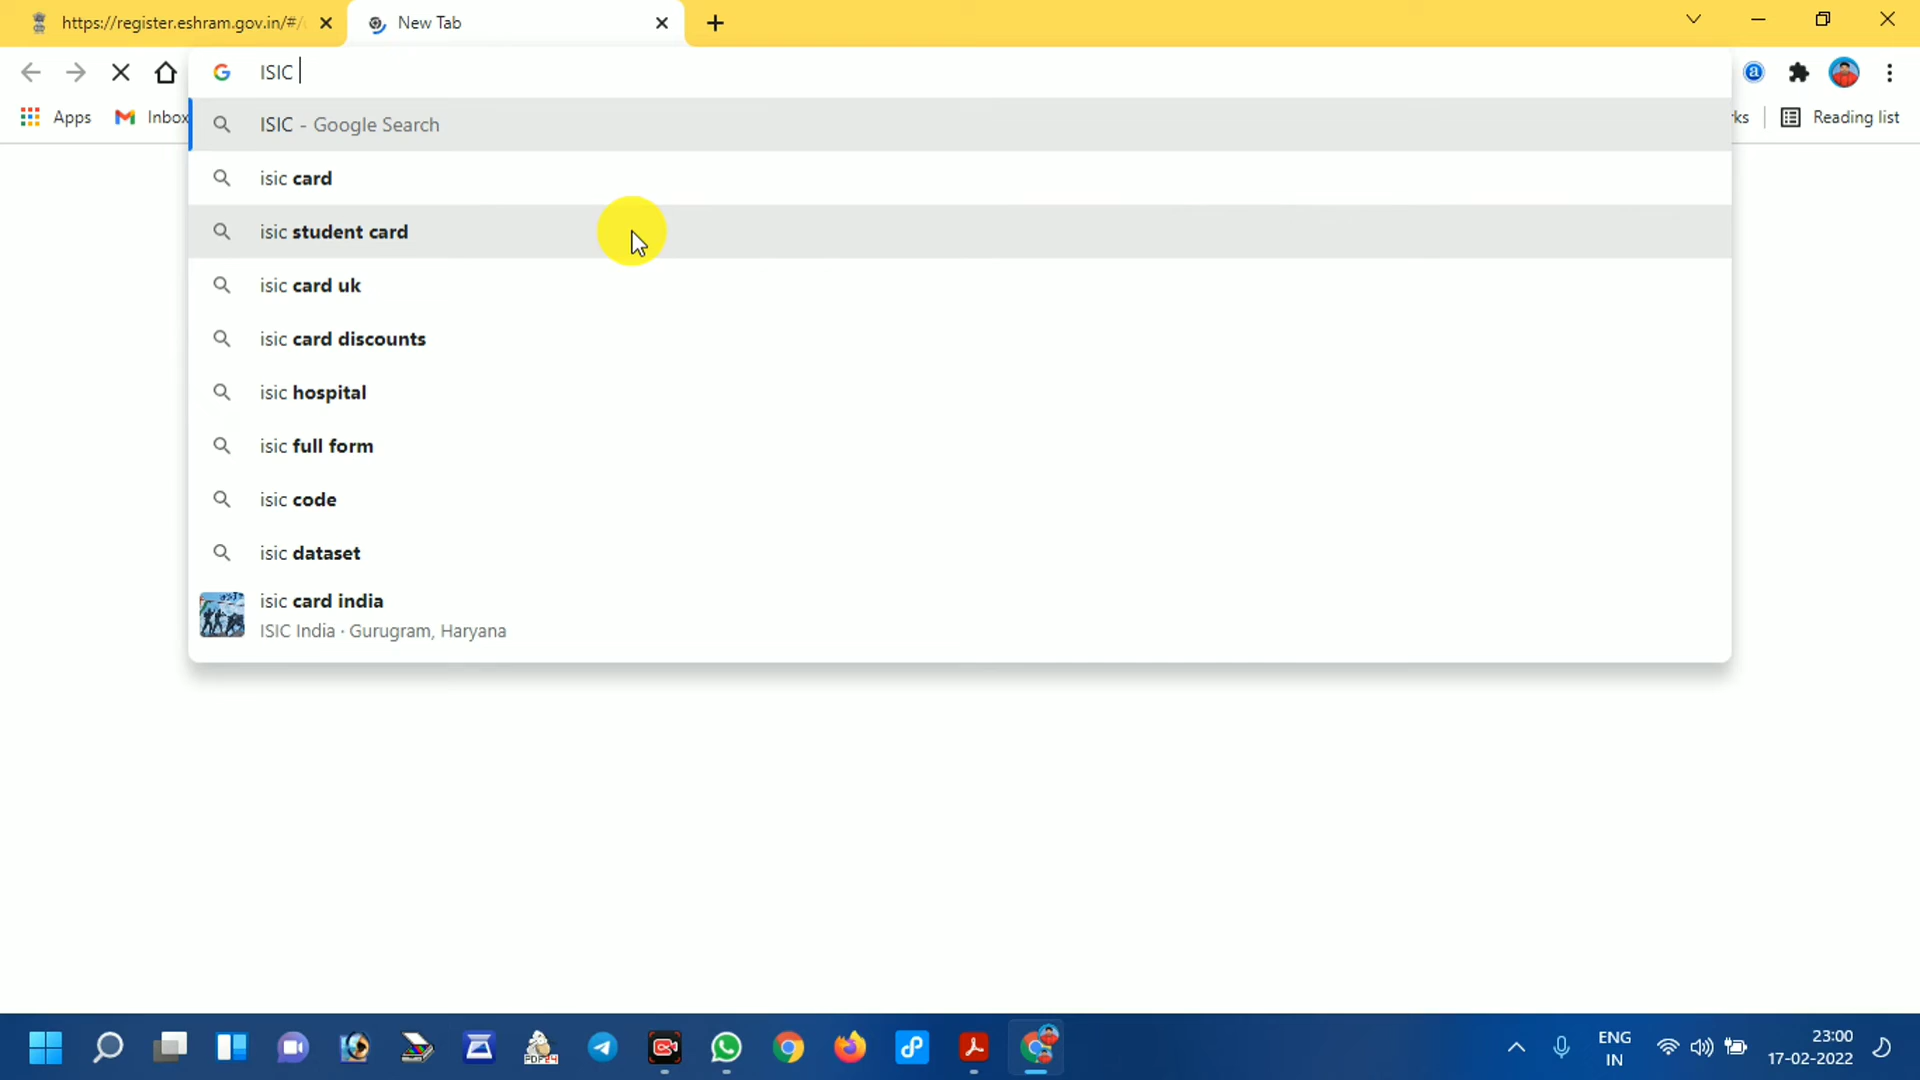 https://register.eshram.gov.in/#/
New Tab
ISIC
Apps
Inbox
Reading list
ISIC - Google Search
isic card
isic student card
isic card uk
isic card discounts
isic hospital
isic full form
isic code
isic dataset
isic card india
ISIC India · Gurugram, Haryana
PDF24
ENG
IN
23:00
17-02-2022